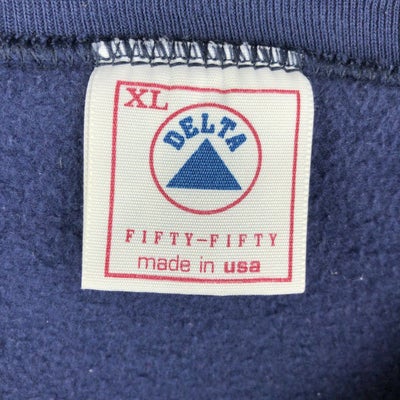 XL
DELTA
FIFTY-FIFTY
made in usa